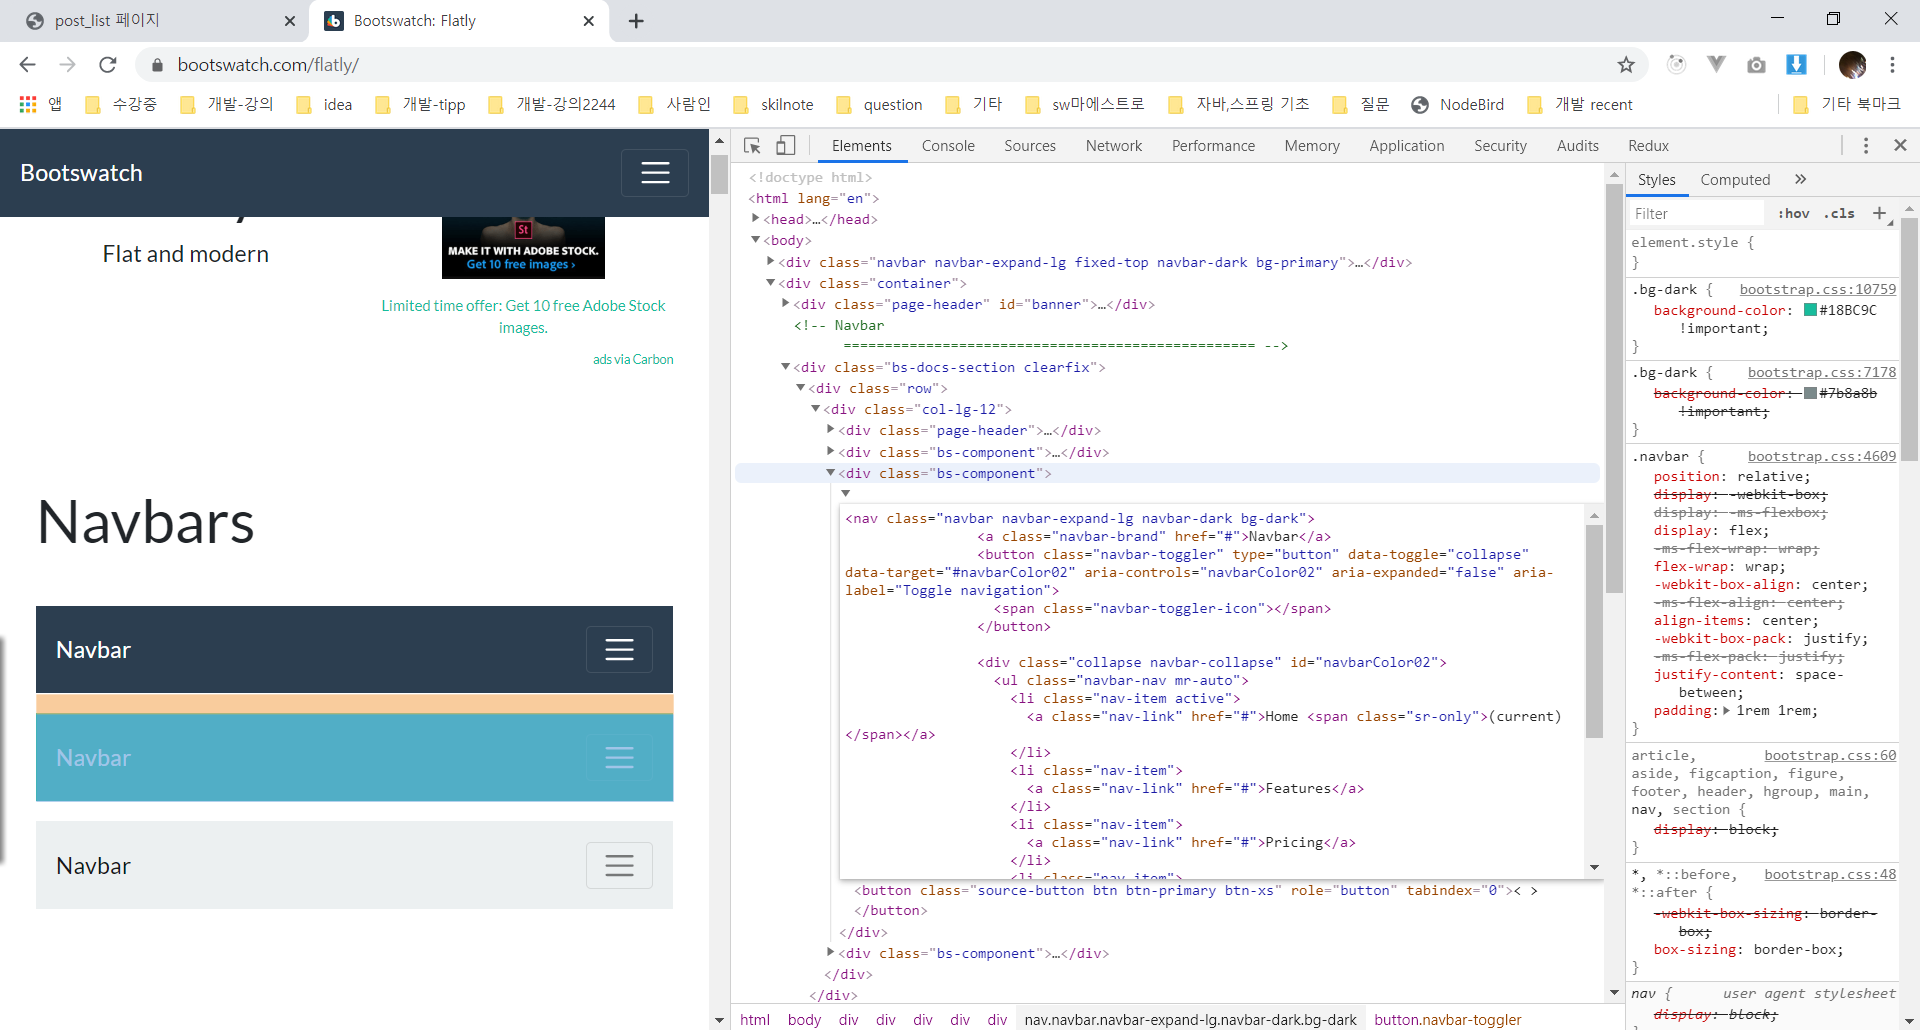 post_list 페이지
Bootswatch: Flatly
bootswatch.com/flatly/
앱 수강중 개발-강의 idea 개발-tipp 개발-강의2244 사람인 skilnote question 기타 sw마에스트로 자바,스프링 기초 질문 NodeBird 개발 recent 기타 북마크
Bootswatch
Flat and modern
St
MAKE IT WITH ADOBE STOCK.
Get 10 free images ›
Limited time offer: Get 10 free Adobe Stock
images.
ads via Carbon
Navbars
Navbar
Navbar
Navbar
Elements Console Sources Network Performance Memory Application Security Audits Redux
<!doctype html>
<html lang="en">
<head>…</head>
<body>
<div class="navbar navbar-expand-lg fixed-top navbar-dark bg-primary">…</div>
<div class="container">
<div class="page-header" id="banner">…</div>
<!-- Navbar
================================================== -->
<div class="bs-docs-section clearfix">
<div class="row">
<div class="col-lg-12">
<div class="page-header">…</div>
<div class="bs-component">…</div>
<div class="bs-component">
<nav class="navbar navbar-expand-lg navbar-dark bg-dark">
<a class="navbar-brand" href="#">Navbar</a>
<button class="navbar-toggler" type="button" data-toggle="collapse"
data-target="#navbarColor02" aria-controls="navbarColor02" aria-expanded="false" aria-
label="Toggle navigation">
<span class="navbar-toggler-icon"></span>
</button>
<div class="collapse navbar-collapse" id="navbarColor02">
<ul class="navbar-nav mr-auto">
<li class="nav-item active">
<a class="nav-link" href="#">Home <span class="sr-only">(current)
</span></a>
</li>
<li class="nav-item">
<a class="nav-link" href="#">Features</a>
</li>
<li class="nav-item">
<a class="nav-link" href="#">Pricing</a>
</li>
<li class="nav-item">
<button class="source-button btn btn-primary btn-xs" role="button" tabindex="0">< >
</button>
</div>
<div class="bs-component">…</div>
</div>
</div>
html body div div div div div nav.navbar.navbar-expand-lg.navbar-dark.bg-dark button.navbar-toggler
Styles Computed »
Filter :hov .cls +
element.style {
}
.bg-dark { bootstrap.css:10759
background-color: #18BC9C
!important;
}
.bg-dark { bootstrap.css:7178
background-color: #7b8a8b
!important;
}
.navbar { bootstrap.css:4609
position: relative;
display: -webkit-box;
display: -ms-flexbox;
display: flex;
-ms-flex-wrap: wrap;
flex-wrap: wrap;
-webkit-box-align: center;
-ms-flex-align: center;
align-items: center;
-webkit-box-pack: justify;
-ms-flex-pack: justify;
justify-content: space-
between;
padding: 1rem 1rem;
}
article, bootstrap.css:60
aside, figcaption, figure,
footer, header, hgroup, main,
nav, section {
display: block;
}
*, *::before, bootstrap.css:48
*::after {
-webkit-box-sizing: border-
box;
box-sizing: border-box;
}
nav { user agent stylesheet
display: block;